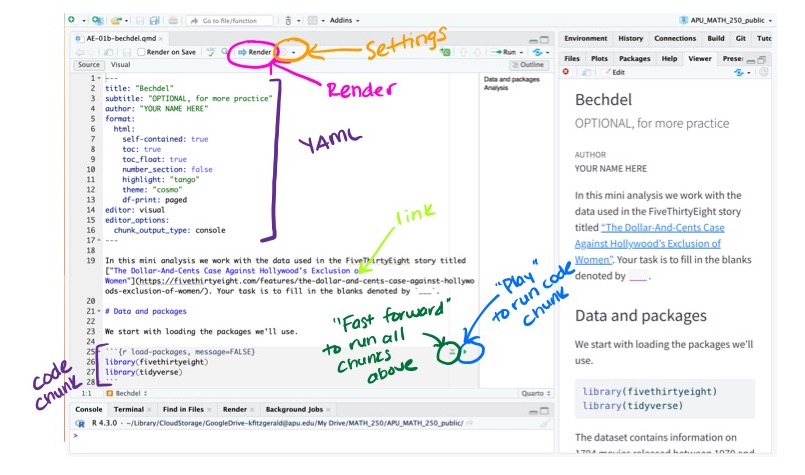 Go to file/function
Addins
APU_MATH_250_public
AE-01b-bechdel.qmd
Render on Save
Render
Settings
Run
Source Visual
Outline
Render
YAML
link
"Play" to run code chunk
"Fast forward" to run all chunks above
code chunk
1 ---
2 title: "Bechdel"
3 subtitle: "OPTIONAL, for more practice"
4 author: "YOUR NAME HERE"
5 format:
6 html:
7 self-contained: true
8 toc: true
9 toc_float: true
10 number_section: false
11 highlight: "tango"
12 theme: "cosmo"
13 df-print: paged
14 editor: visual
15 editor_options:
16 chunk_output_type: console
17 ---
18
19 In this mini analysis we work with the data used in the FiveThirtyEight story titled
["The Dollar-And-Cents Case Against Hollywood's Exclusion o
Women"](https://fivethirtyeight.com/features/the-dollar-and-cents-case-against-hollywo
ods-exclusion-of-women/). Your task is to fill in the blanks denoted by `___`.
20
21 # Data and packages
22
23 We start with loading the packages we'll use.
24
25 ```{r load-packages, message=FALSE}
26 library(fivethirtyeight)
27 library(tidyverse)
28 ```
Data and packages
Analysis
1:1 Bechdel
Quarto
Console Terminal Find in Files Render Background Jobs
R 4.3.0 · ~/Library/CloudStorage/GoogleDrive-kfitzgerald@apu.edu/My Drive/MATH_250/APU_MATH_250_public/
>
Environment History Connections Build Git Tuto
Files Plots Packages Help Viewer Prese
Edit
Bechdel
OPTIONAL, for more practice
AUTHOR
YOUR NAME HERE
In this mini analysis we work with the
data used in the FiveThirtyEight story
titled "The Dollar-And-Cents Case
Against Hollywood's Exclusion of
Women". Your task is to fill in the blanks
denoted by ___.
Data and packages
We start with loading the packages we'll
use.
library(fivethirtyeight)
library(tidyverse)
The dataset contains information on
1794 movies released between 1970 and